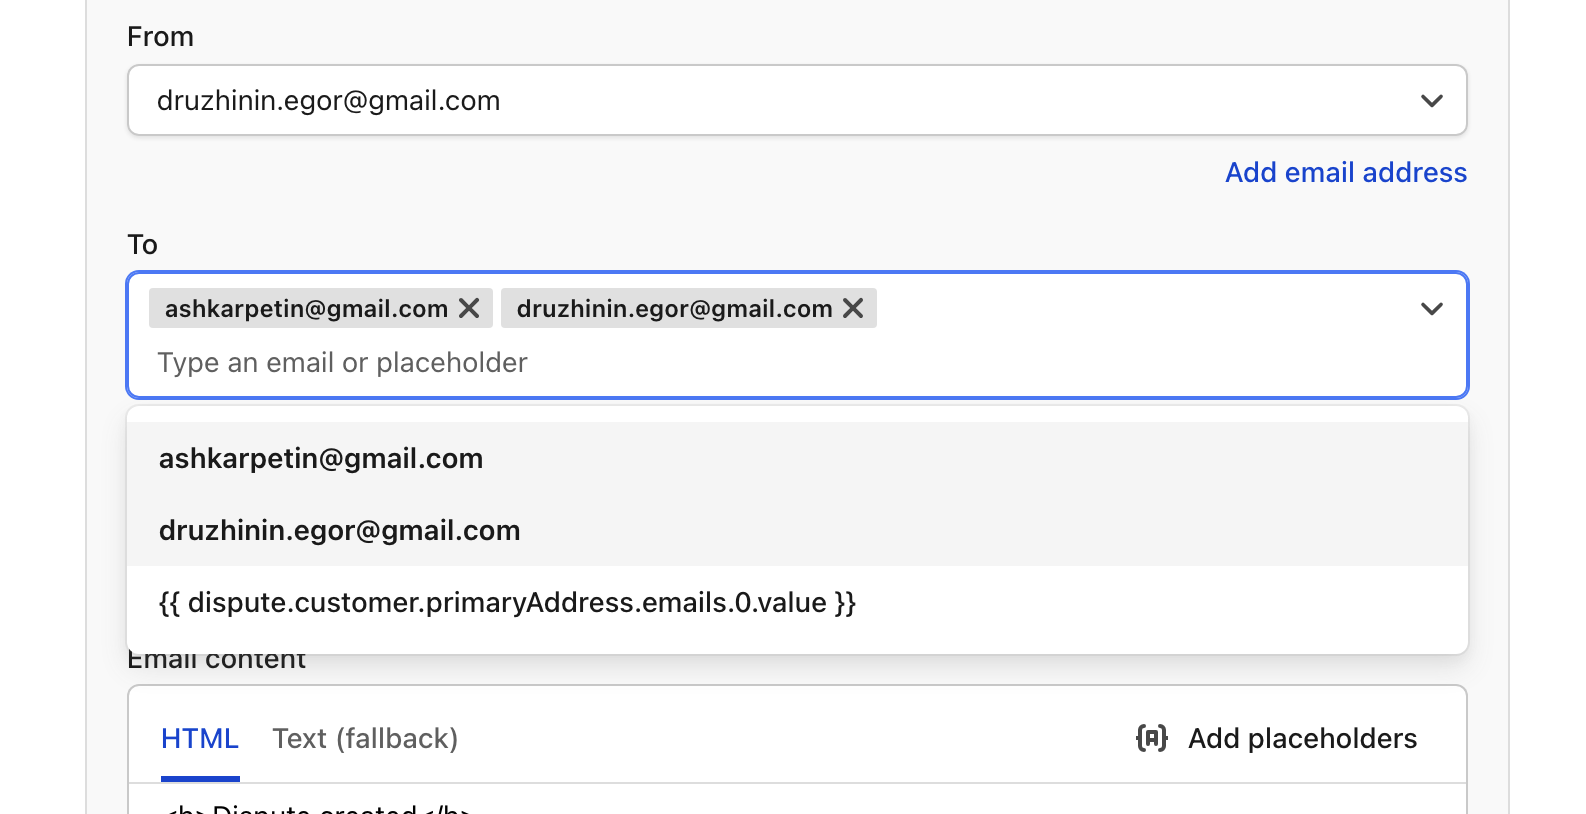 From
druzhinin.egor@gmail.com
Add email address
To
ashkarpetin@gmail.com druzhinin.egor@gmail.com
Type an email or placeholder
ashkarpetin@gmail.com
druzhinin.egor@gmail.com
{{ dispute.customer.primaryAddress.emails.0.value }}
Email content
HTML Text (fallback) Add placeholders
<b>Dispute created</b>